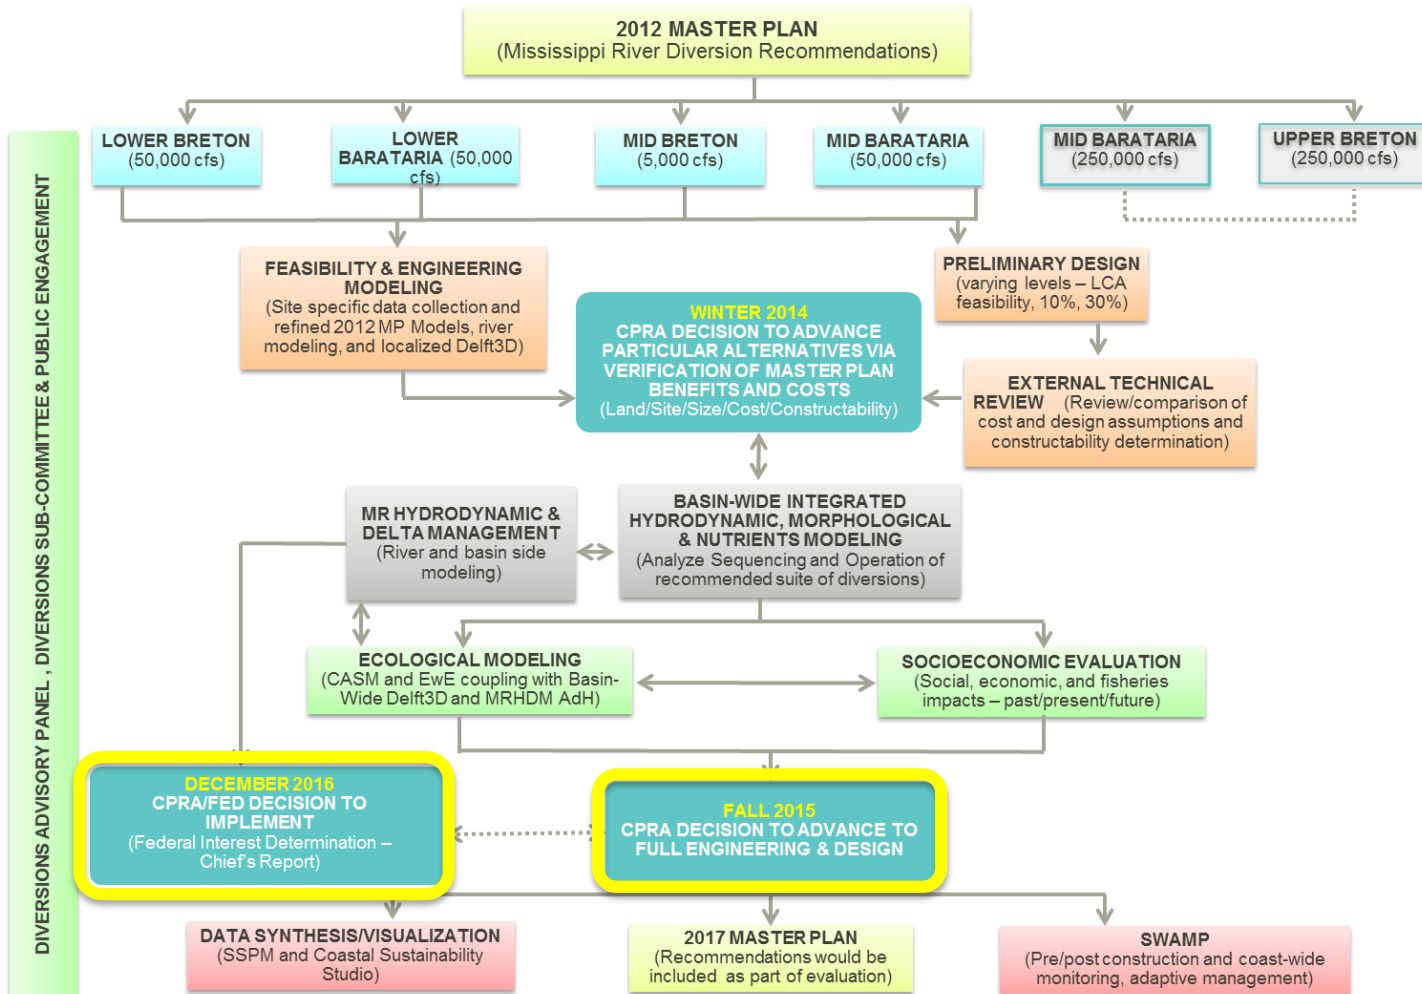 2012 MASTER PLAN
(Mississippi River Diversion Recommendations)
LOWER BRETON
(50,000 cfs)
LOWER
BARATARIA (50,000
cfs)
MID BRETON
(5,000 cfs)
MID BARATARIA
(50,000 cfs)
MID BARATARIA
(250,000 cfs)
UPPER BRETON
(250,000 cfs)
DIVERSIONS ADVISORY PANEL , DIVERSIONS SUB-COMMITTEE & PUBLIC ENGAGEMENT
FEASIBILITY & ENGINEERING
MODELING
(Site specific data collection and
refined 2012 MP Models, river
modeling, and localized Delft3D)
PRELIMINARY DESIGN
(varying levels – LCA
feasibility, 10%, 30%)
WINTER 2014
CPRA DECISION TO ADVANCE
PARTICULAR ALTERNATIVES VIA
VERIFICATION OF MASTER PLAN
BENEFITS AND COSTS
(Land/Site/Size/Cost/Constructability)
EXTERNAL TECHNICAL
REVIEW (Review/comparison of
cost and design assumptions and
constructability determination)
MR HYDRODYNAMIC &
DELTA MANAGEMENT
(River and basin side
modeling)
BASIN-WIDE INTEGRATED
HYDRODYNAMIC, MORPHOLOGICAL
& NUTRIENTS MODELING
(Analyze Sequencing and Operation of
recommended suite of diversions)
ECOLOGICAL MODELING
(CASM and EwE coupling with Basin-
Wide Delft3D and MRHDM AdH)
SOCIOECONOMIC EVALUATION
(Social, economic, and fisheries
impacts – past/present/future)
DECEMBER 2016
CPRA/FED DECISION TO
IMPLEMENT
(Federal Interest Determination –
Chief's Report)
FALL 2015
CPRA DECISION TO ADVANCE TO
FULL ENGINEERING & DESIGN
DATA SYNTHESIS/VISUALIZATION
(SSPM and Coastal Sustainability
Studio)
2017 MASTER PLAN
(Recommendations would be
included as part of evaluation)
SWAMP
(Pre/post construction and coast-wide
monitoring, adaptive management)